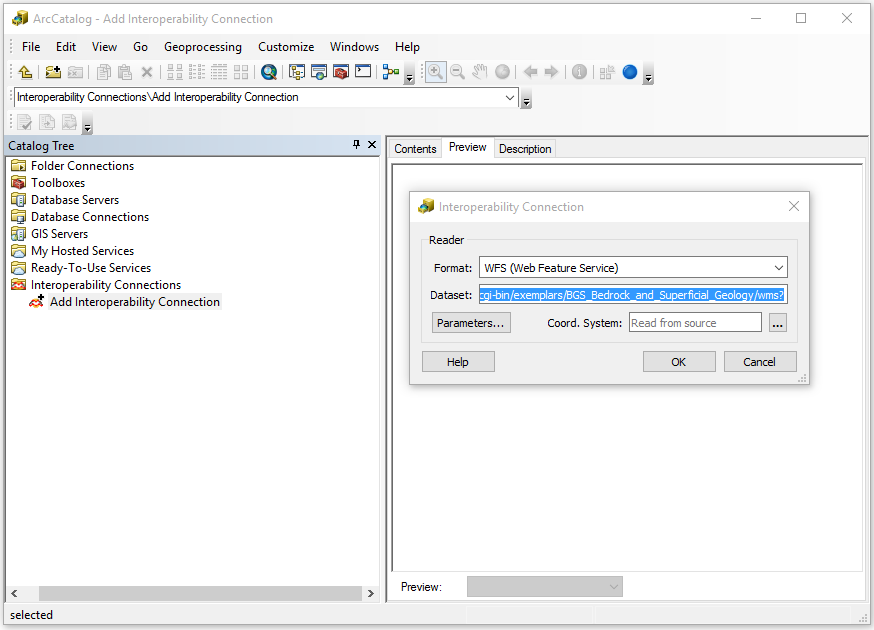 ArcCatalog - Add Interoperability Connection
File Edit View Go Geoprocessing Customize Windows Help
Interoperability Connections\Add Interoperability Connection
Catalog Tree
Folder Connections
Toolboxes
Database Servers
Database Connections
GIS Servers
My Hosted Services
Ready-To-Use Services
Interoperability Connections
Add Interoperability Connection
Contents Preview Description
Interoperability Connection
Reader
Format: WFS (Web Feature Service)
Dataset: cgi-bin/exemplars/BGS_Bedrock_and_Superficial_Geology/wms?
Parameters... Coord. System: Read from source ...
Help OK Cancel
Preview:
selected